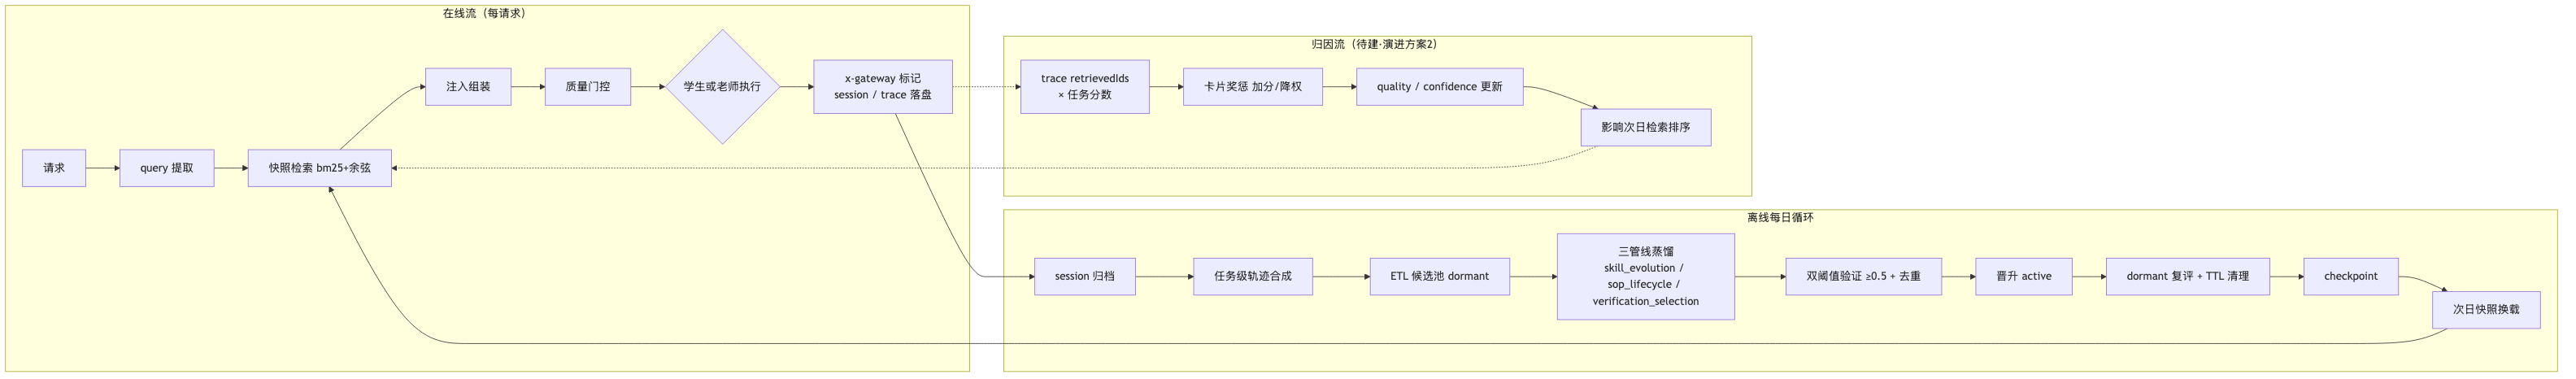 在线流（每请求）
请求
query 提取
快照检索 bm25+余弦
注入组装
质量门控
学生或老师执行
x-gateway 标记
session / trace 落盘
归因流（待建·演进方案2）
trace retrievedIds
× 任务分数
卡片奖惩 加分/降权
quality / confidence 更新
影响次日检索排序
离线每日循环
session 归档
任务级轨迹合成
ETL 候选池 dormant
三管线蒸馏
skill_evolution /
sop_lifecycle /
verification_selection
双阈值验证 ≥0.5 + 去重
晋升 active
dormant 复评 + TTL 清理
checkpoint
次日快照换载